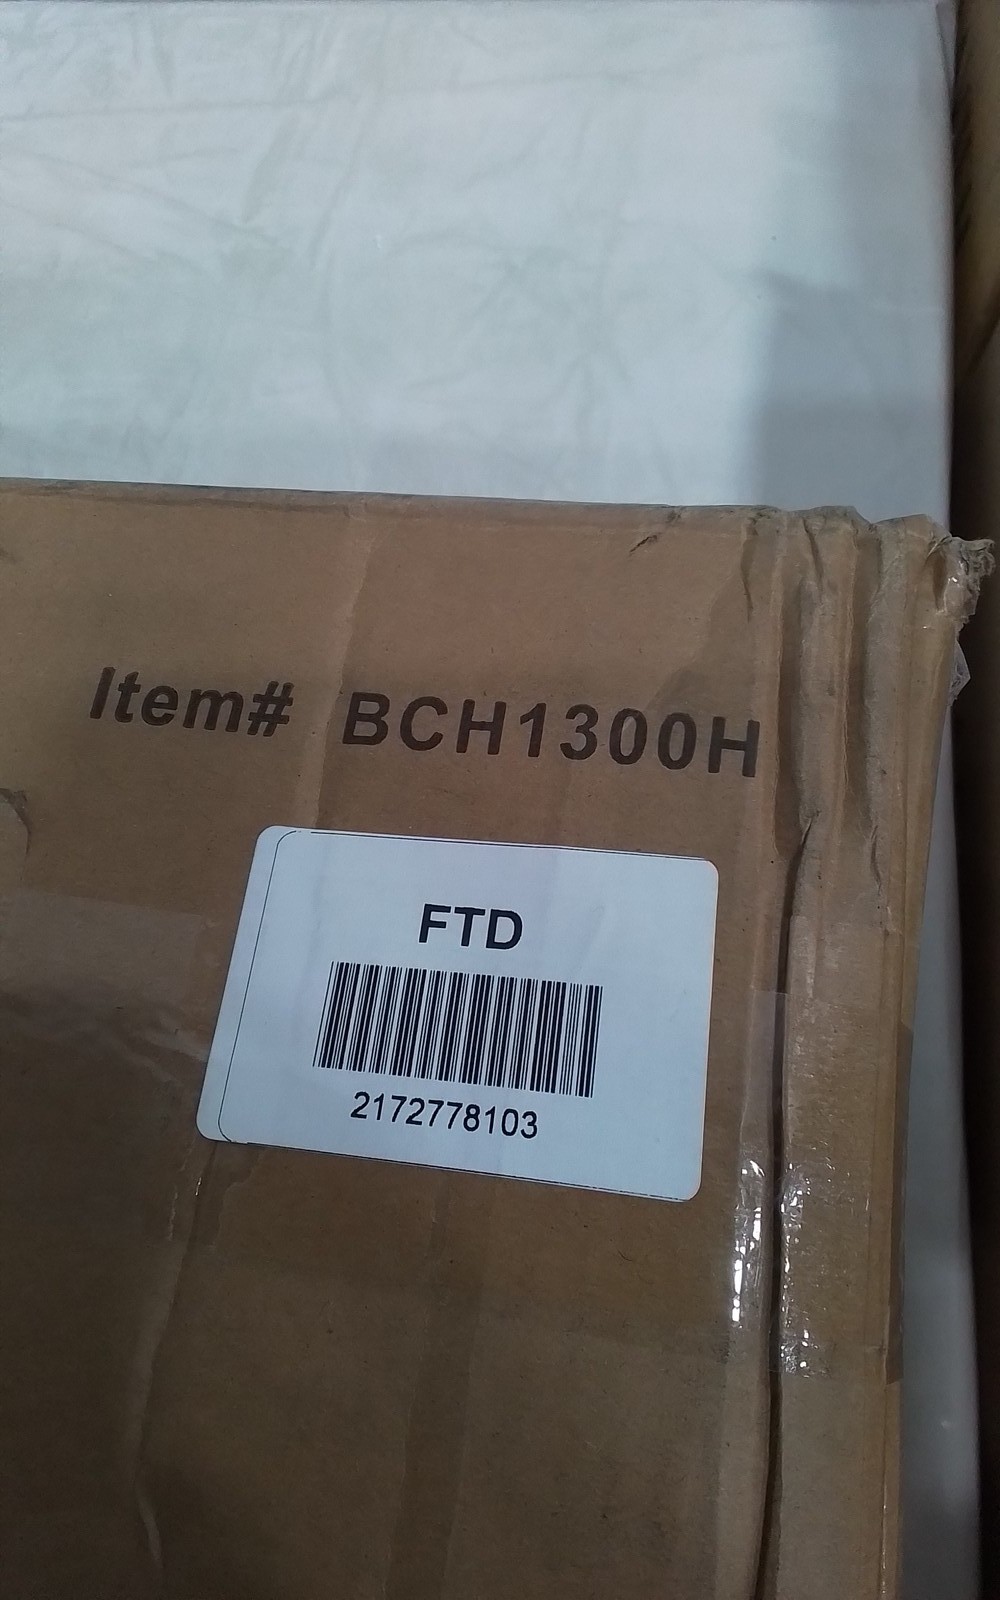 Item# BCH1300H
FTD
2172778103